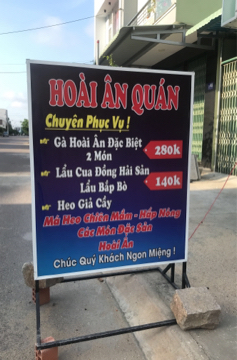 HOÀI ÂN QUÁN
Chuyên Phục Vụ !
Gà Hoài Ân Đặc Biệt
2 Món
280k
Lẩu Cua Đồng Hải Sản
Lẩu Bắp Bò
140k
Heo Giả Cầy
Mã Heo Chiên Mắm - Hấp Nóng
Các Món Đặc Sản
Hoài Ân
Chúc Quý Khách Ngon Miệng !